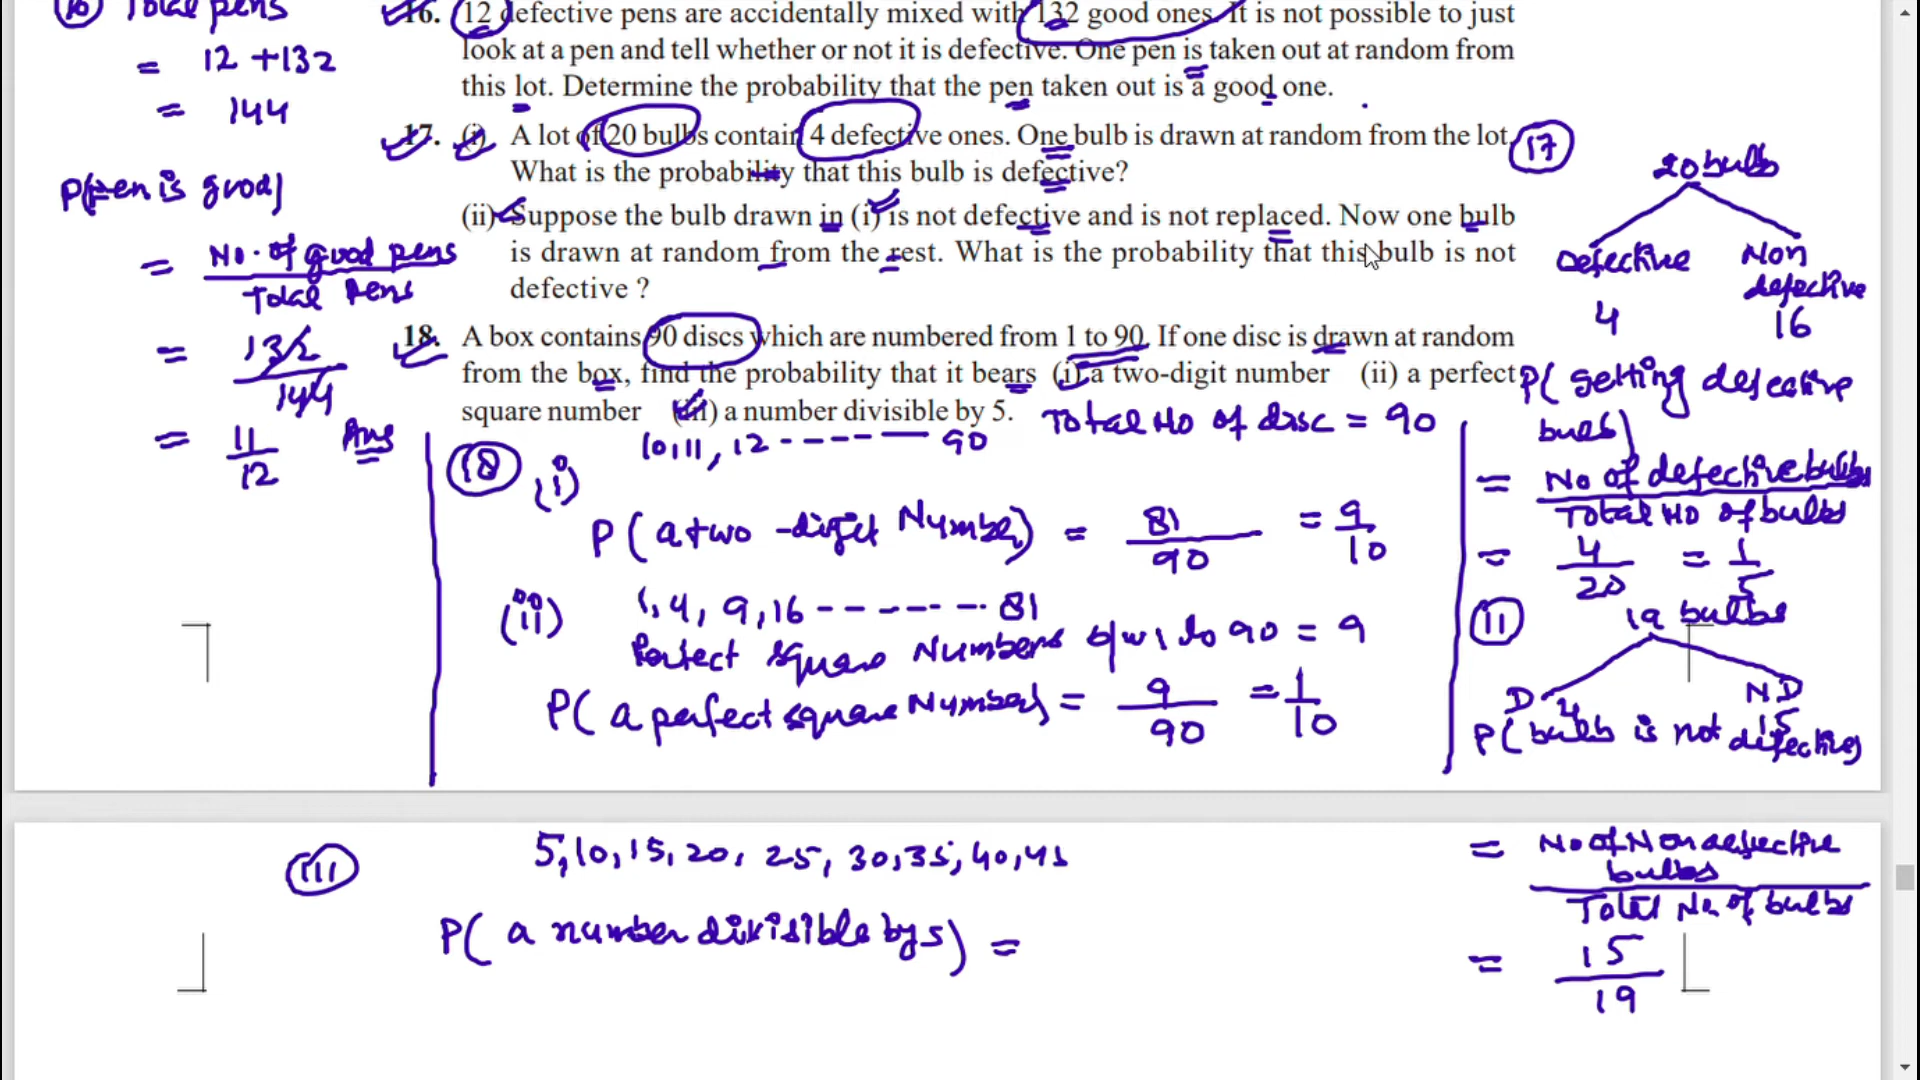 16 Total pens
= 12 + 132
= 144
P(Pen is good)
= No. of good pens
Total Pens
= 132
144
= 11 Ans
12
16. 12 defective pens are accidentally mixed with 132 good ones. It is not possible to just
look at a pen and tell whether or not it is defective. One pen is taken out at random from
this lot. Determine the probability that the pen taken out is a good one.
17. (i) A lot of 20 bulbs contain 4 defective ones. One bulb is drawn at random from the lot.
What is the probability that this bulb is defective?
(ii) Suppose the bulb drawn in (i) is not defective and is not replaced. Now one bulb
is drawn at random from the rest. What is the probability that this bulb is not
defective ?
18. A box contains 90 discs which are numbered from 1 to 90. If one disc is drawn at random
from the box, find the probability that it bears (i) a two-digit number (ii) a perfect
square number (iii) a number divisible by 5.
Total No of disc = 90
18 (i) 10, 11, 12 ------- 90
P( a two -digit Number) = 81 = 9
90 10
(ii) 1, 4, 9, 16 ------- 81
Perfect square Numbers b/w 1 to 90 = 9
P( a perfect square Number) = 9 = 1
90 10
17 20 bulbs
Defective Non
defective
4 16
P( getting defective
bulb)
= No of defective bulbs
Total No of bulbs
= 4 = 1
20 5
11 19 bulbs
D ND
4 15
P( bulb is not defective)
= No of Non defective
bulbs
Total No. of bulbs
= 15
19
111 5, 10, 15, 20, 25, 30, 35, 40, 45
P( a number divisible by 5) =